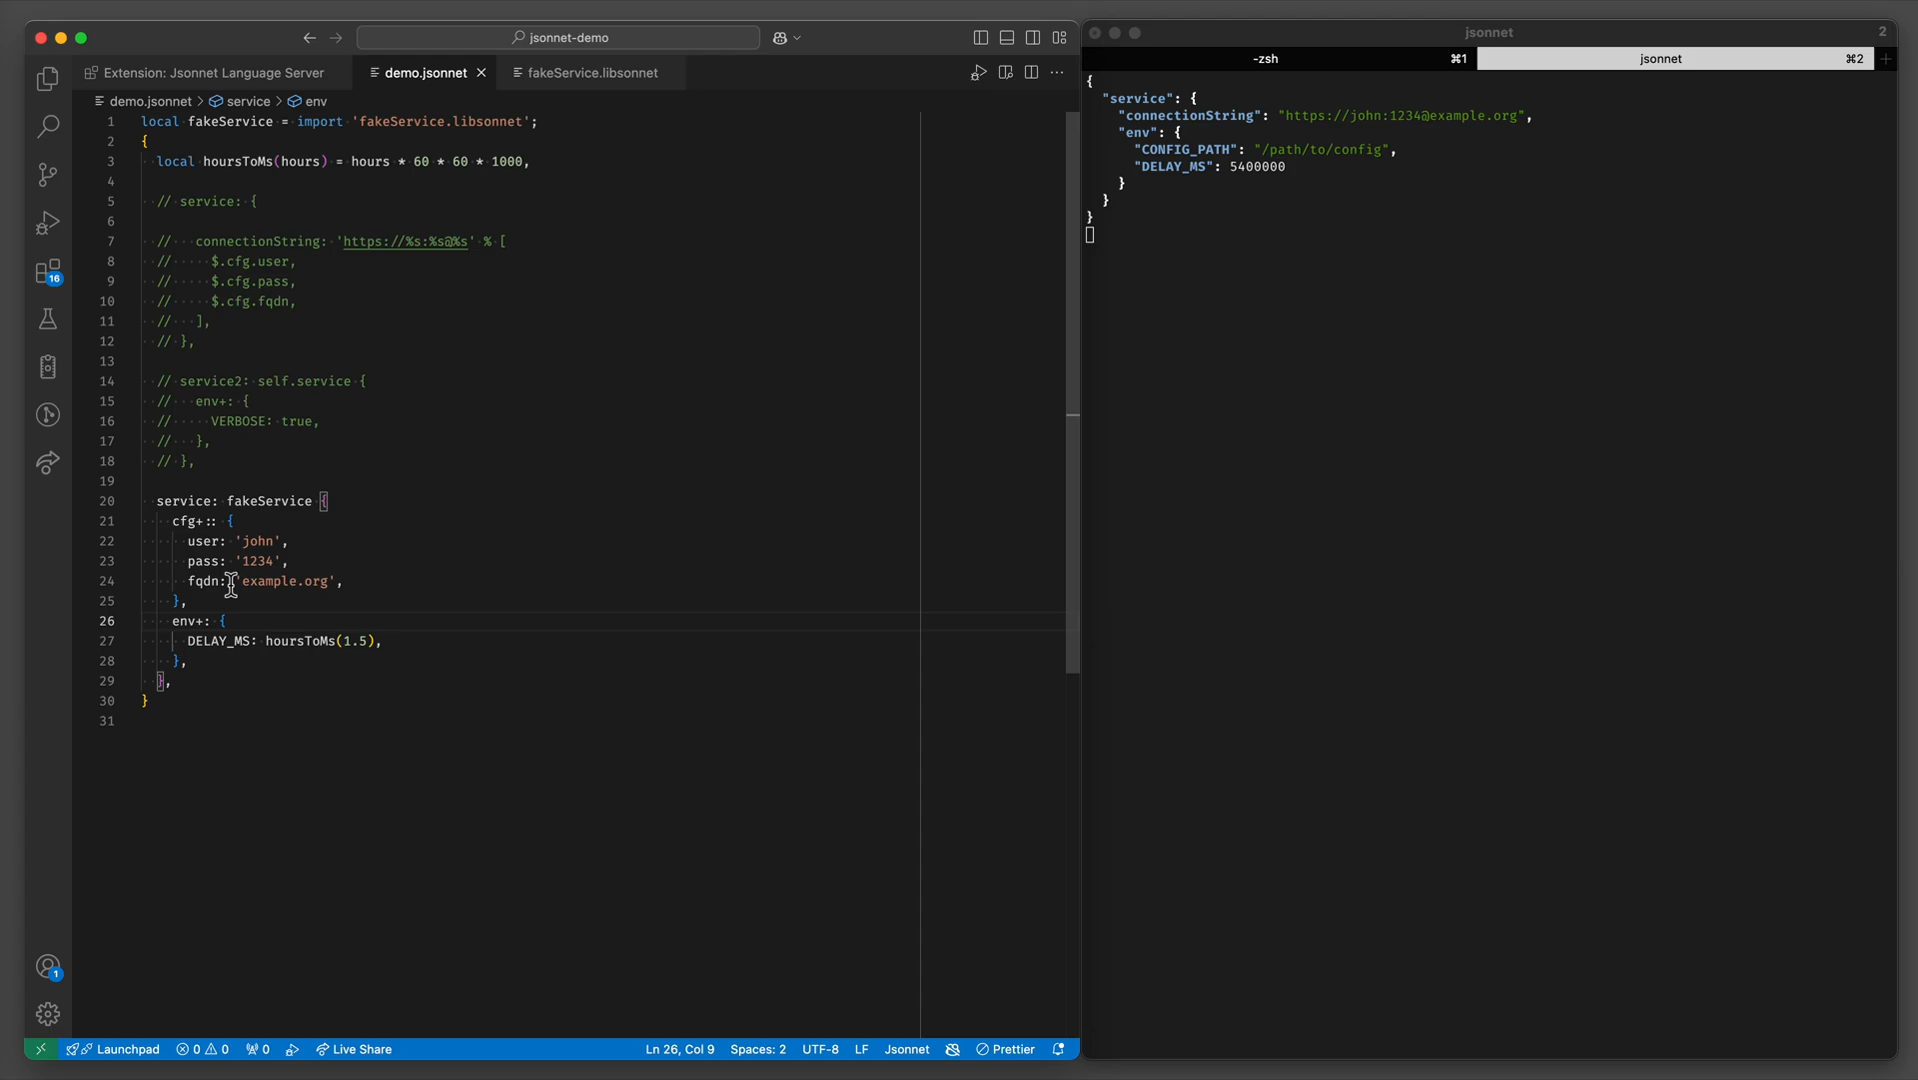 jsonnet-demo
Extension: Jsonnet Language Server
demo.jsonnet
fakeService.libsonnet
demo.jsonnet > service > env
1 local fakeService = import 'fakeService.libsonnet';
2 {
3 local hoursToMs(hours) = hours * 60 * 60 * 1000,
4
5 // service: {
6
7 // connectionString: 'https://%s:%s@%s' % [
8 // $.cfg.user,
9 // $.cfg.pass,
10 // $.cfg.fqdn,
11 // ],
12 // },
13
14 // service2: self.service {
15 // env+: {
16 // VERBOSE: true,
17 // },
18 // },
19
20 service: fakeService {
21 cfg+:: {
22 user: 'john',
23 pass: '1234',
24 fqdn: 'example.org',
25 },
26 env+: {
27 DELAY_MS: hoursToMs(1.5),
28 },
29 },
30 }
31
16
1
Launchpad 0 0 0 Live Share Ln 26, Col 9 Spaces: 2 UTF-8 LF Jsonnet Prettier
jsonnet 2
-zsh ⌘1 jsonnet ⌘2 +
{
"service": {
"connectionString": "https://john:1234@example.org",
"env": {
"CONFIG_PATH": "/path/to/config",
"DELAY_MS": 5400000
}
}
}